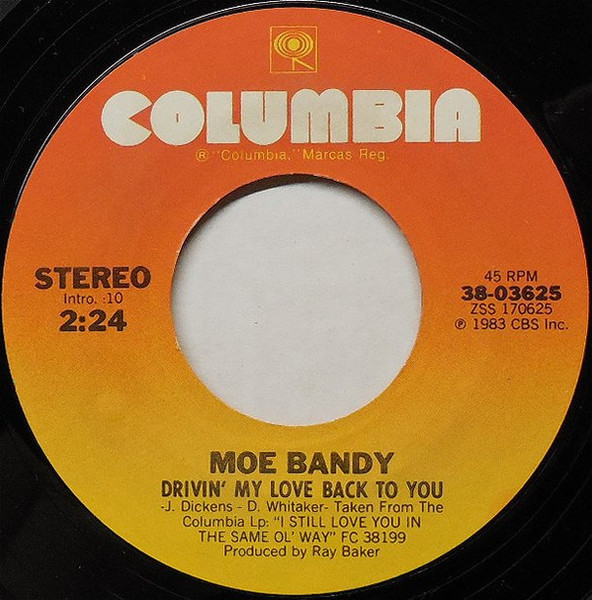 COLUMBIA
® "Columbia," Marcas Reg.
STEREO
Intro. :10
2:24
45 RPM
38-03625
ZSS 170625
℗ 1983 CBS Inc.
MOE BANDY
DRIVIN' MY LOVE BACK TO YOU
-J. Dickens - D. Whitaker- Taken From The
Columbia Lp: "I STILL LOVE YOU IN
THE SAME OL' WAY" FC 38199
Produced by Ray Baker